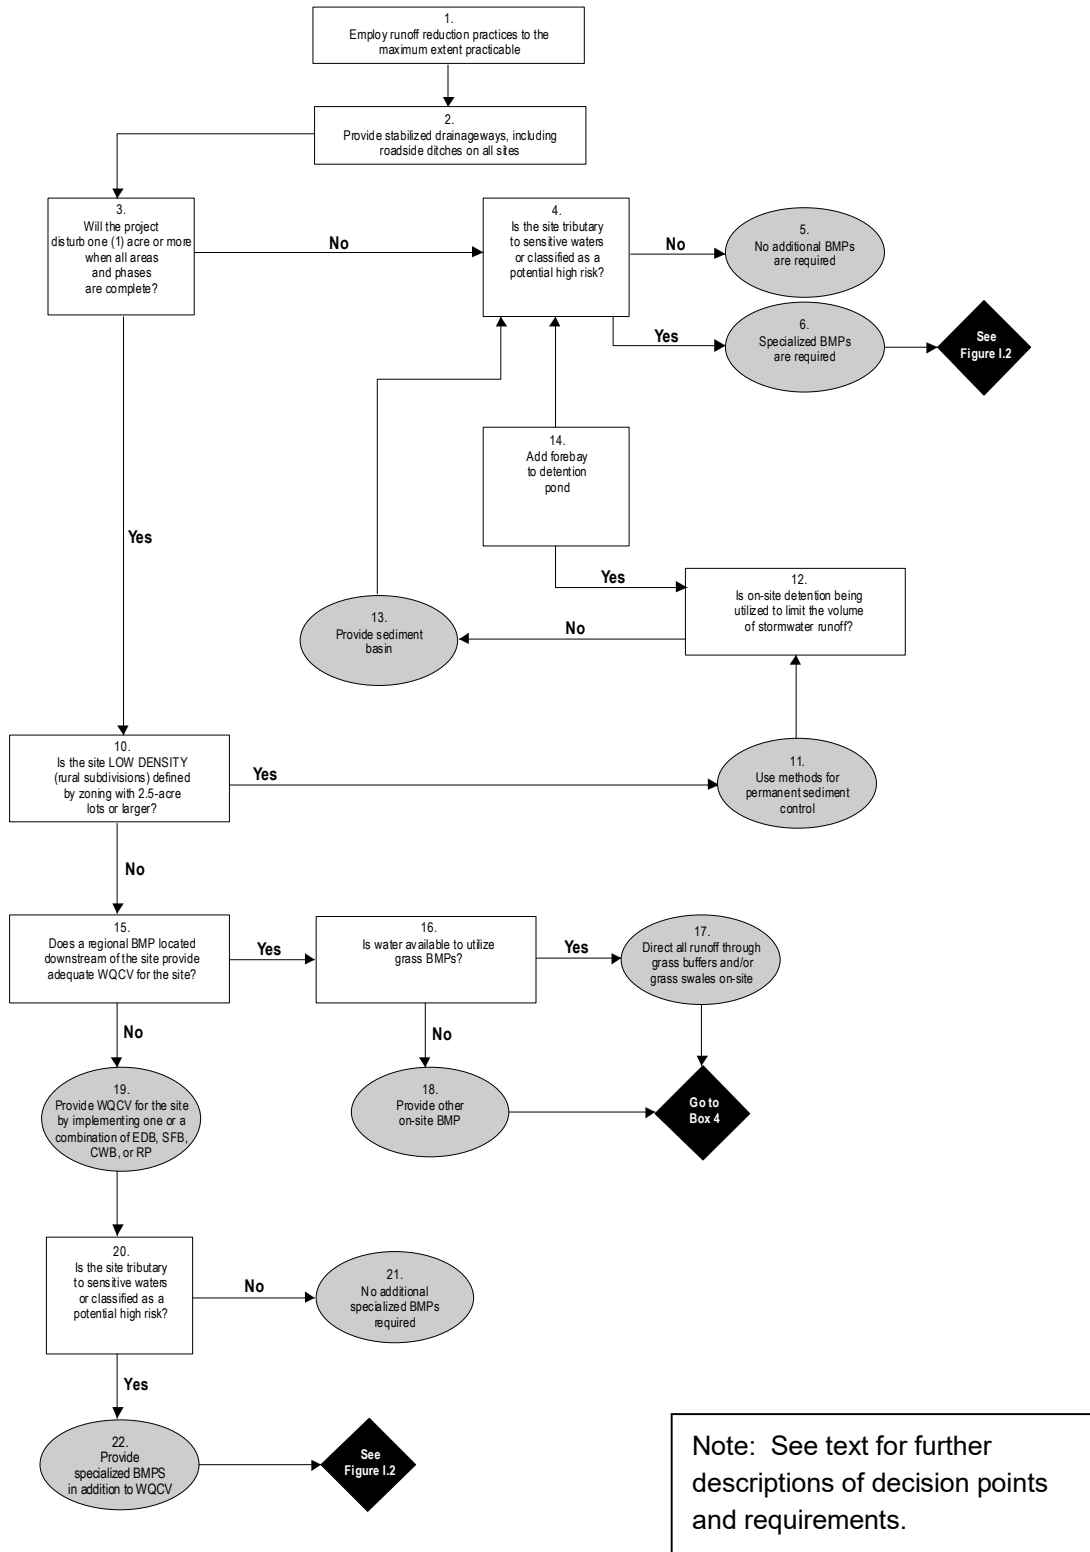 1.
Employ runoff reduction practices to the
maximum extent practicable
2.
Provide stabilized drainageways, including
roadside ditches on all sites
3.
Will the project
disturb one (1) acre or more
when all areas
and phases
are complete?
No
4.
Is the site tributary
to sensitive waters
or classified as a
potential high risk?
No
5.
No additional BMPs
are required
Yes
6.
Specialized BMPs
are required
See
Figure I.2
14.
Add forebay
to detention
pond
Yes
Yes
12.
Is on-site detention being
utilized to limit the volume
of stormwater runoff?
No
13.
Provide sediment
basin
10.
Is the site LOW DENSITY
(rural subdivisions) defined
by zoning with 2.5-acre
lots or larger?
Yes
11.
Use methods for
permanent sediment
control
No
15.
Does a regional BMP located
downstream of the site provide
adequate WQCV for the site?
Yes
16.
Is water available to utilize
grass BMPs?
Yes
17.
Direct all runoff through
grass buffers and/or
grass swales on-site
No
No
19.
Provide WQCV for the site
by implementing one or a
combination of EDB, SFB,
CWB, or RP
18.
Provide other
on-site BMP
Go to
Box 4
20.
Is the site tributary
to sensitive waters
or classified as a
potential high risk?
No
21.
No additional
specialized BMPs
required
Yes
22.
Provide
specialized BMPS
in addition to WQCV
See
Figure I.2
Note: See text for further
descriptions of decision points
and requirements.